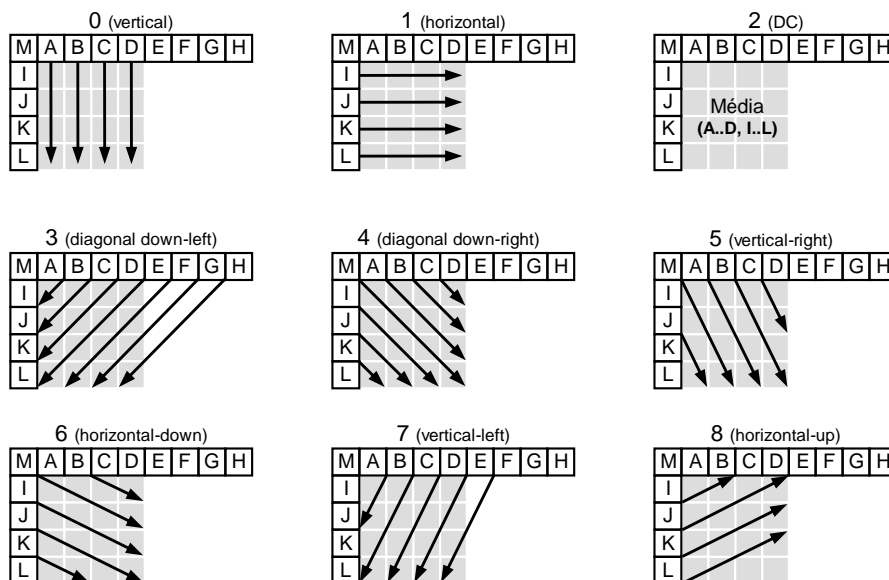 0 (vertical) 1 (horizontal) 2 (DC)
M A B C D E F G H M A B C D E F G H M A B C D E F G H
I I I
J J J Média
K K K (A..D, I..L)
L L L
3 (diagonal down-left) 4 (diagonal down-right) 5 (vertical-right)
M A B C D E F G H M A B C D E F G H M A B C D E F G H
I I I
J J J
K K K
L L L
6 (horizontal-down) 7 (vertical-left) 8 (horizontal-up)
M A B C D E F G H M A B C D E F G H M A B C D E F G H
I I I
J J J
K K K
L L L